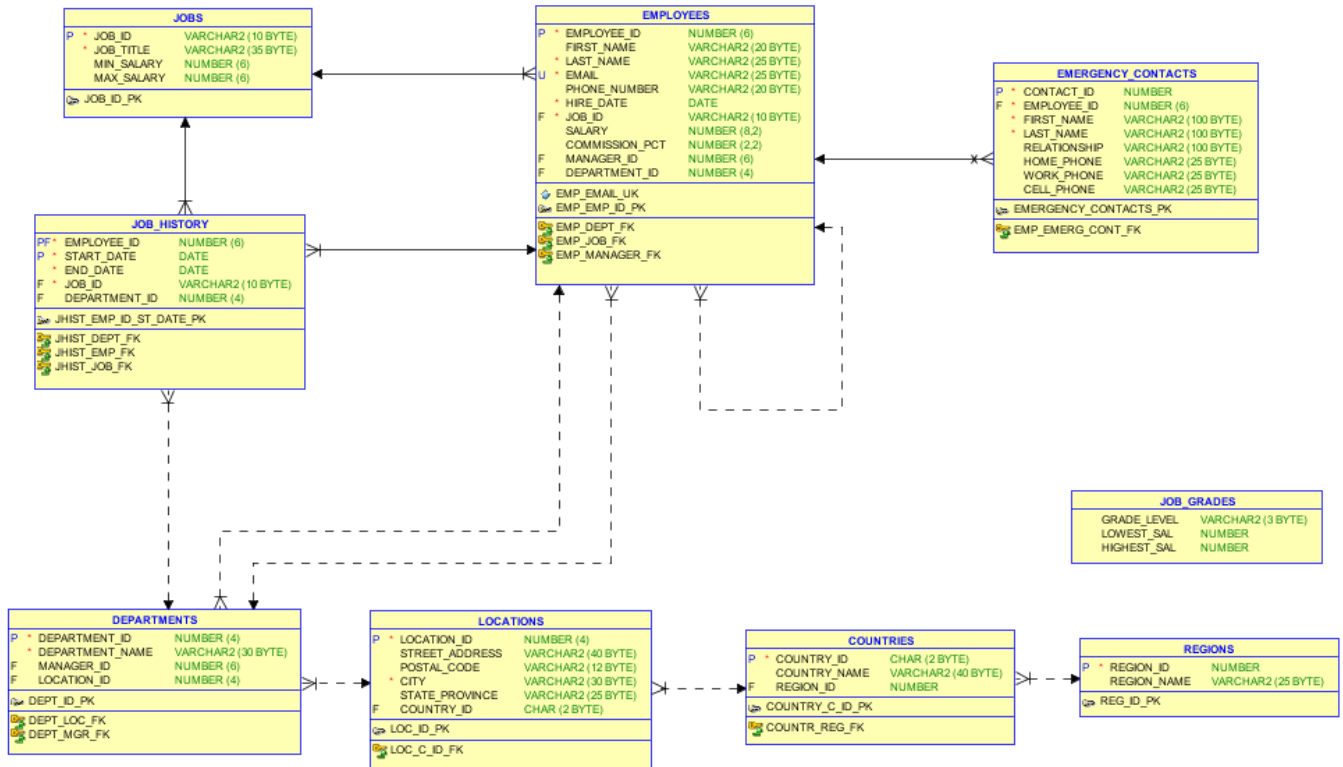 JOBS
P * JOB_ID VARCHAR2 (10 BYTE)
* JOB_TITLE VARCHAR2 (35 BYTE)
MIN_SALARY NUMBER (6)
MAX_SALARY NUMBER (6)
JOB_ID_PK
EMPLOYEES
P * EMPLOYEE_ID NUMBER (6)
FIRST_NAME VARCHAR2 (20 BYTE)
* LAST_NAME VARCHAR2 (25 BYTE)
U * EMAIL VARCHAR2 (25 BYTE)
PHONE_NUMBER VARCHAR2 (20 BYTE)
* HIRE_DATE DATE
F * JOB_ID VARCHAR2 (10 BYTE)
SALARY NUMBER (8,2)
COMMISSION_PCT NUMBER (2,2)
F MANAGER_ID NUMBER (6)
F DEPARTMENT_ID NUMBER (4)
EMP_EMAIL_UK
EMP_EMP_ID_PK
EMP_DEPT_FK
EMP_JOB_FK
EMP_MANAGER_FK
EMERGENCY_CONTACTS
P * CONTACT_ID NUMBER
F * EMPLOYEE_ID NUMBER (6)
* FIRST_NAME VARCHAR2 (100 BYTE)
* LAST_NAME VARCHAR2 (100 BYTE)
RELATIONSHIP VARCHAR2 (100 BYTE)
HOME_PHONE VARCHAR2 (25 BYTE)
WORK_PHONE VARCHAR2 (25 BYTE)
CELL_PHONE VARCHAR2 (25 BYTE)
EMERGENCY_CONTACTS_PK
EMP_EMERG_CONT_FK
JOB_HISTORY
PF * EMPLOYEE_ID NUMBER (6)
P * START_DATE DATE
* END_DATE DATE
F * JOB_ID VARCHAR2 (10 BYTE)
F DEPARTMENT_ID NUMBER (4)
JHIST_EMP_ID_ST_DATE_PK
JHIST_DEPT_FK
JHIST_EMP_FK
JHIST_JOB_FK
JOB_GRADES
GRADE_LEVEL VARCHAR2 (3 BYTE)
LOWEST_SAL NUMBER
HIGHEST_SAL NUMBER
DEPARTMENTS
P * DEPARTMENT_ID NUMBER (4)
* DEPARTMENT_NAME VARCHAR2 (30 BYTE)
F MANAGER_ID NUMBER (6)
F LOCATION_ID NUMBER (4)
DEPT_ID_PK
DEPT_LOC_FK
DEPT_MGR_FK
LOCATIONS
P * LOCATION_ID NUMBER (4)
STREET_ADDRESS VARCHAR2 (40 BYTE)
POSTAL_CODE VARCHAR2 (12 BYTE)
* CITY VARCHAR2 (30 BYTE)
STATE_PROVINCE VARCHAR2 (25 BYTE)
F COUNTRY_ID CHAR (2 BYTE)
LOC_ID_PK
LOC_C_ID_FK
COUNTRIES
P * COUNTRY_ID CHAR (2 BYTE)
COUNTRY_NAME VARCHAR2 (40 BYTE)
F REGION_ID NUMBER
COUNTRY_C_ID_PK
COUNTR_REG_FK
REGIONS
P * REGION_ID NUMBER
REGION_NAME VARCHAR2 (25 BYTE)
REG_ID_PK